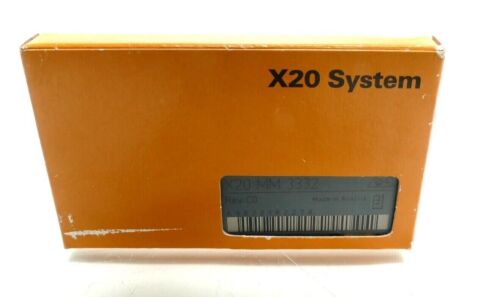 X20 System
X20 MM 3332
Rev. C0
Made in Austria